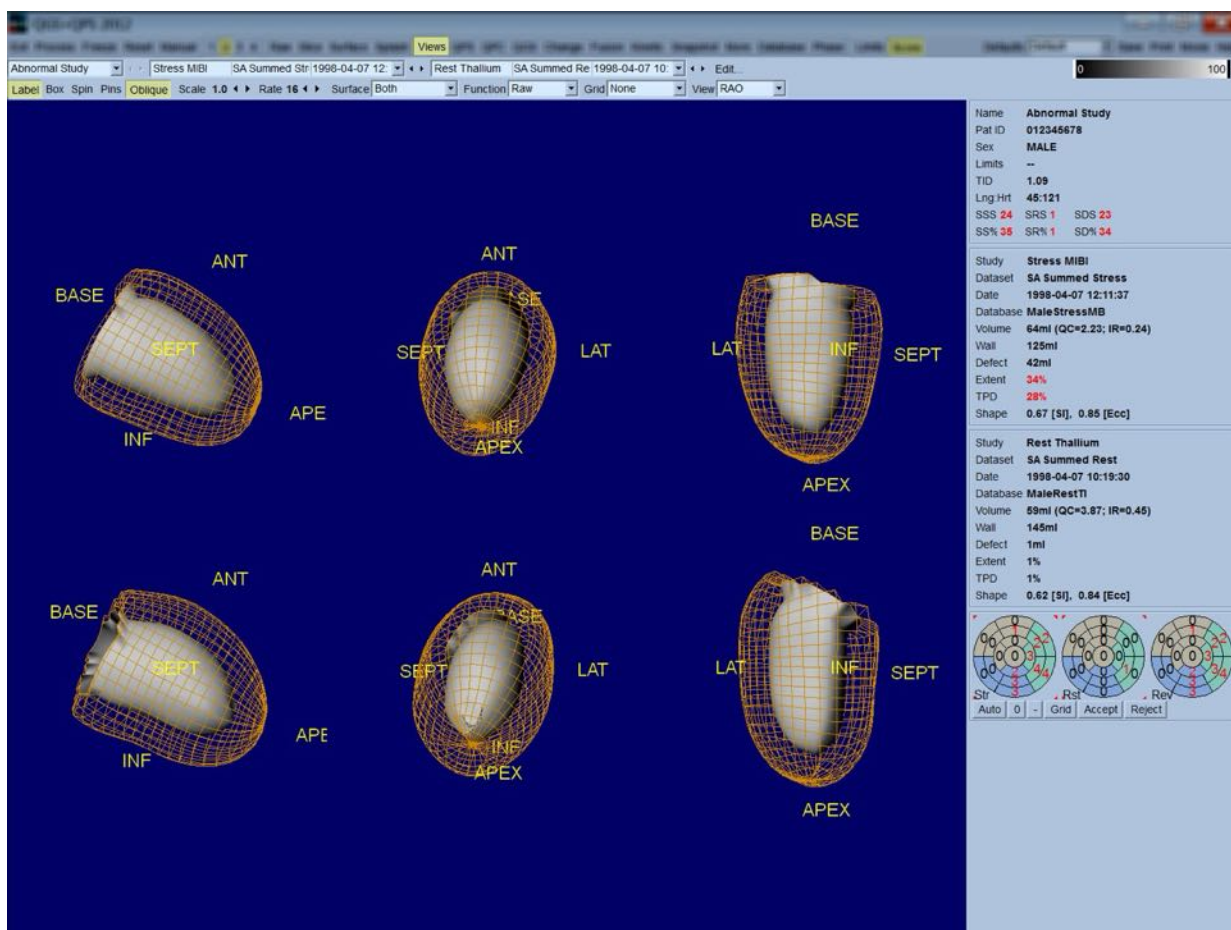 QGS+QPS 2012
Views
Abnormal Study Stress MIBI SA Summed Str 1998-04-07 12: Rest Thallium SA Summed Re 1998-04-07 10: Edit...
0 100
Label Box Spin Pins Oblique Scale 1.0 Rate 16 Surface Both Function Raw Grid None View RAO
Name Abnormal Study
Pat ID 012345678
Sex MALE
Limits --
TID 1.09
Lng:Hrt 45:121
SSS 24 SRS 1 SDS 23
SS% 35 SR% 1 SD% 34
Study Stress MIBI
Dataset SA Summed Stress
Date 1998-04-07 12:11:37
Database MaleStressMB
Volume 64ml (QC=2.23; IR=0.24)
Wall 125ml
Defect 42ml
Extent 34%
TPD 28%
Shape 0.67 [SI], 0.85 [Ecc]
Study Rest Thallium
Dataset SA Summed Rest
Date 1998-04-07 10:19:30
Database MaleRestTl
Volume 59ml (QC=3.87; IR=0.45)
Wall 145ml
Defect 1ml
Extent 1%
TPD 1%
Shape 0.62 [SI], 0.84 [Ecc]
Str Rst Rev
Auto 0 - Grid Accept Reject
ANT
BASE
SEPT
APE
INF
ANT
SE
SEPT
LAT
INF
APEX
BASE
LAT
INF
SEPT
APEX
ANT
BASE
SEPT
APE
INF
ANT
BASE
SEPT
LAT
INF
APEX
BASE
LAT
INF
SEPT
APEX